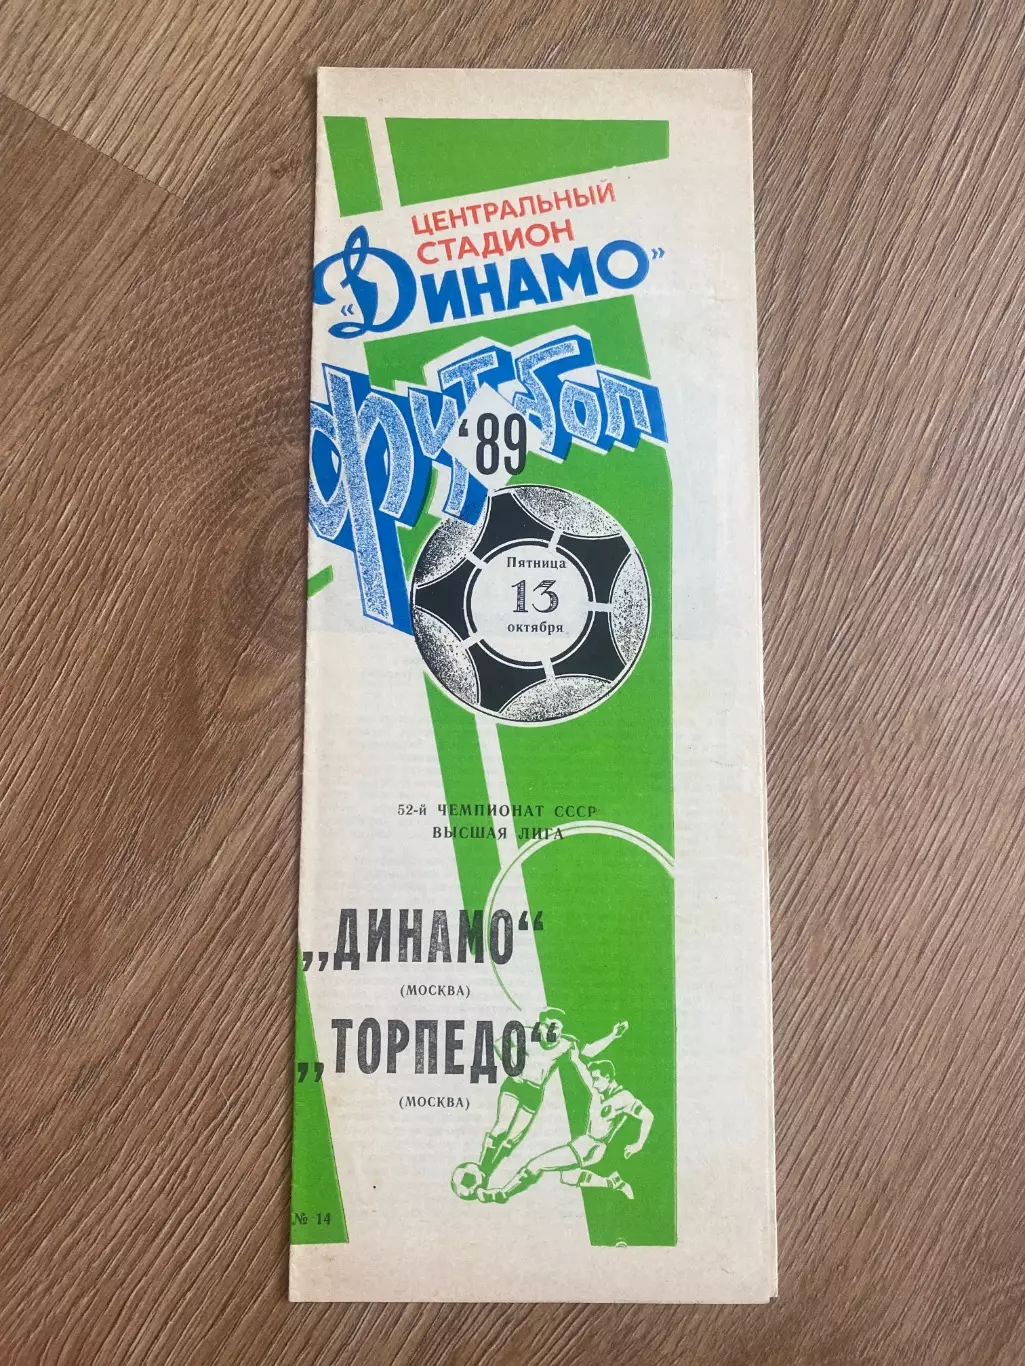 ЦЕНТРАЛЬНЫЙ
СТАДИОН
„ДИНАМО”
футбол
‘89
Пятница
13
октября
52-й ЧЕМПИОНАТ СССР
ВЫСШАЯ ЛИГА
„ДИНАМО“
(МОСКВА)
„ТОРПЕДО“
(МОСКВА)
№ 14